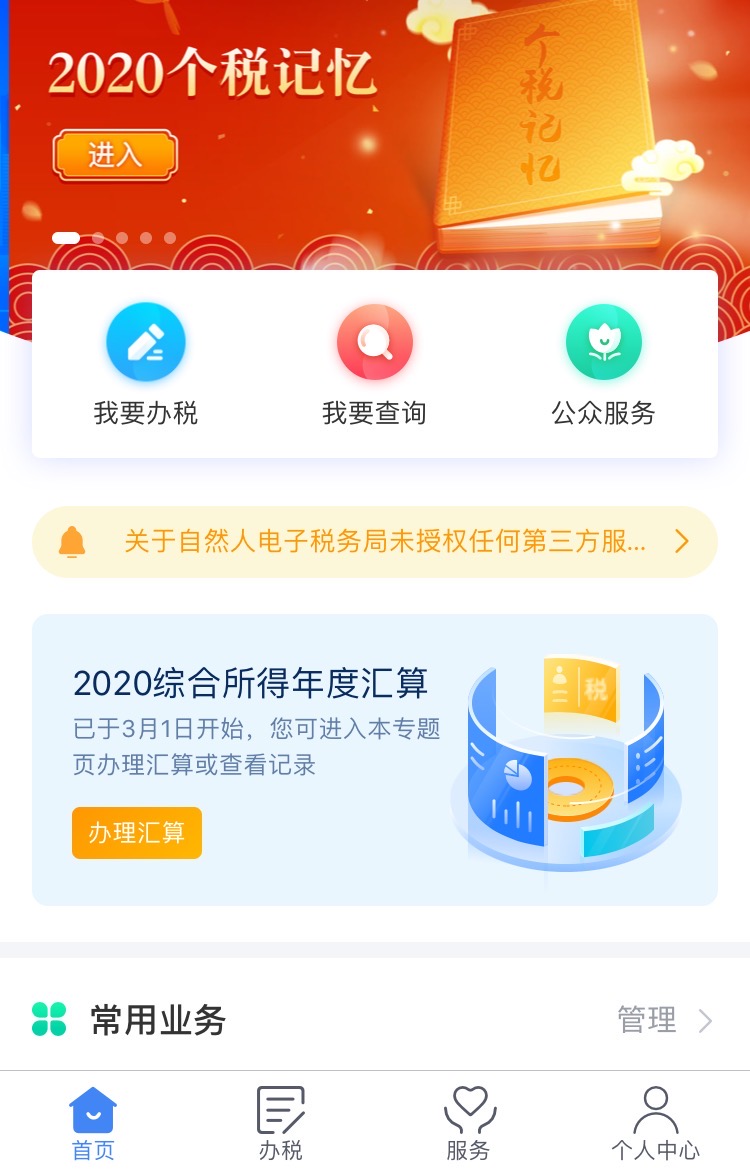 2020个税记忆
进入
个税记忆
我要办税
我要查询
公众服务
关于自然人电子税务局未授权任何第三方服...
2020综合所得年度汇算
已于3月1日开始，您可进入本专题
页办理汇算或查看记录
办理汇算
税
常用业务
管理
首页
办税
服务
个人中心